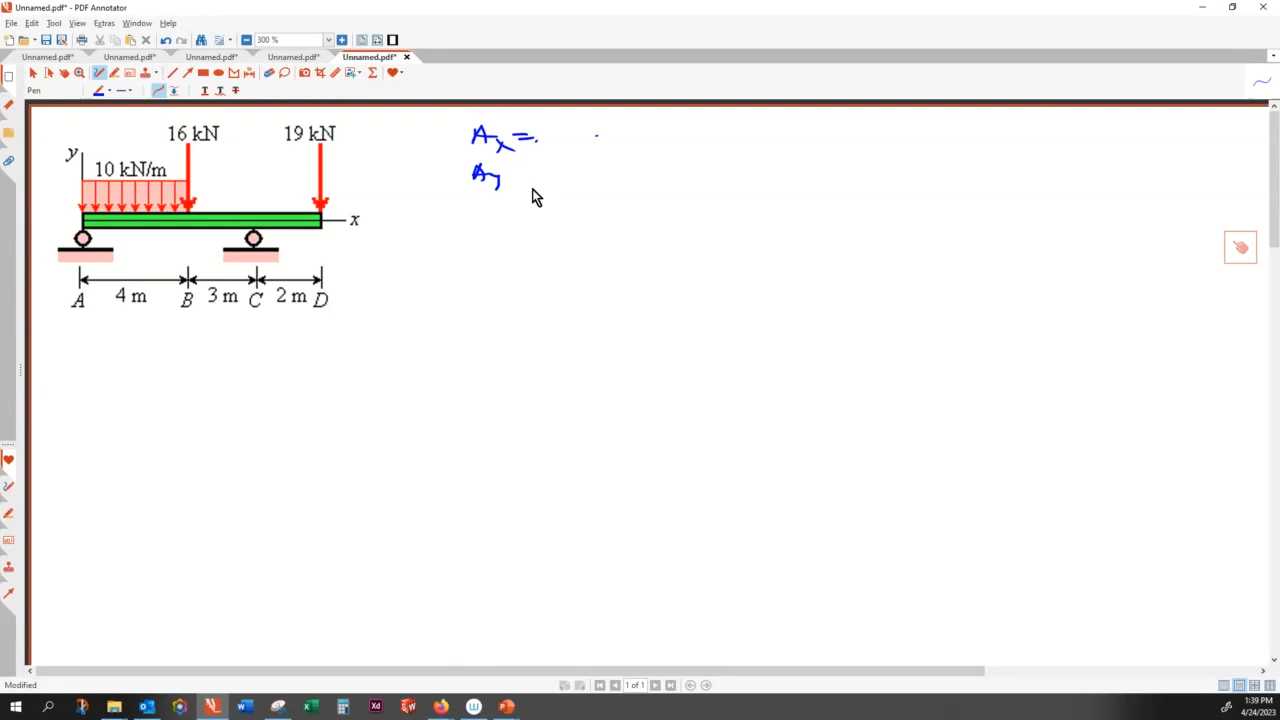 Unnamed.pdf* - PDF Annotator
File Edit Tool View Extras Window Help
300 %
Unnamed.pdf* Unnamed.pdf* Unnamed.pdf* Unnamed.pdf* Unnamed.pdf*
Pen
16 kN 19 kN
y
10 kN/m
x
4 m 3 m 2 m
A B C D
Ax =
Ay
1 of 1
Modified
1:39 PM
4/24/2023